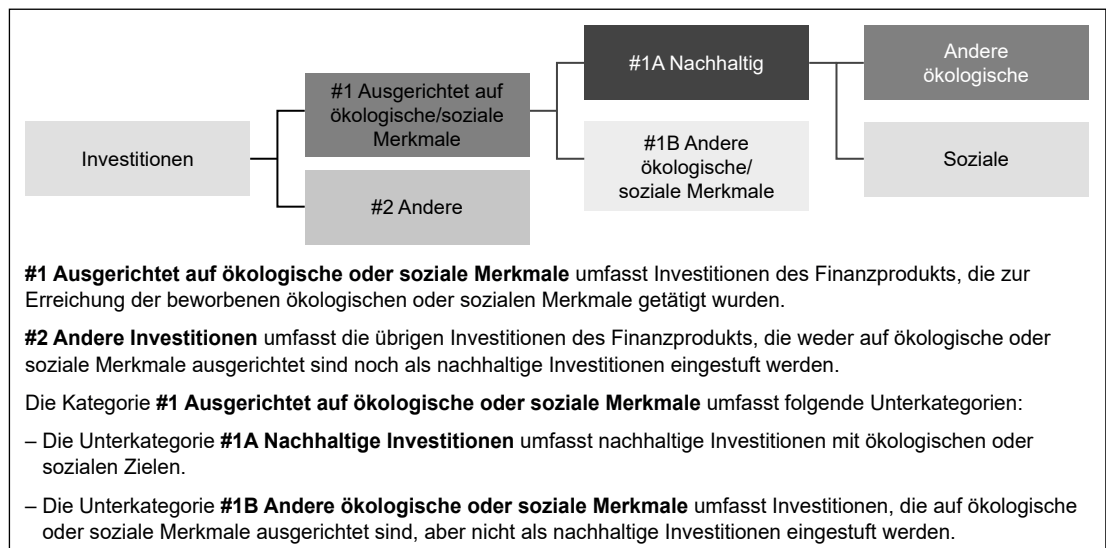 Investitionen
#1 Ausgerichtet auf
ökologische/soziale
Merkmale
#2 Andere
#1A Nachhaltig
#1B Andere
ökologische/
soziale Merkmale
Andere
ökologische
Soziale
#1 Ausgerichtet auf ökologische oder soziale Merkmale umfasst Investitionen des Finanzprodukts, die zur
Erreichung der beworbenen ökologischen oder sozialen Merkmale getätigt wurden.
#2 Andere Investitionen umfasst die übrigen Investitionen des Finanzprodukts, die weder auf ökologische oder
soziale Merkmale ausgerichtet sind noch als nachhaltige Investitionen eingestuft werden.
Die Kategorie #1 Ausgerichtet auf ökologische oder soziale Merkmale umfasst folgende Unterkategorien:
– Die Unterkategorie #1A Nachhaltige Investitionen umfasst nachhaltige Investitionen mit ökologischen oder
sozialen Zielen.
– Die Unterkategorie #1B Andere ökologische oder soziale Merkmale umfasst Investitionen, die auf ökologische
oder soziale Merkmale ausgerichtet sind, aber nicht als nachhaltige Investitionen eingestuft werden.